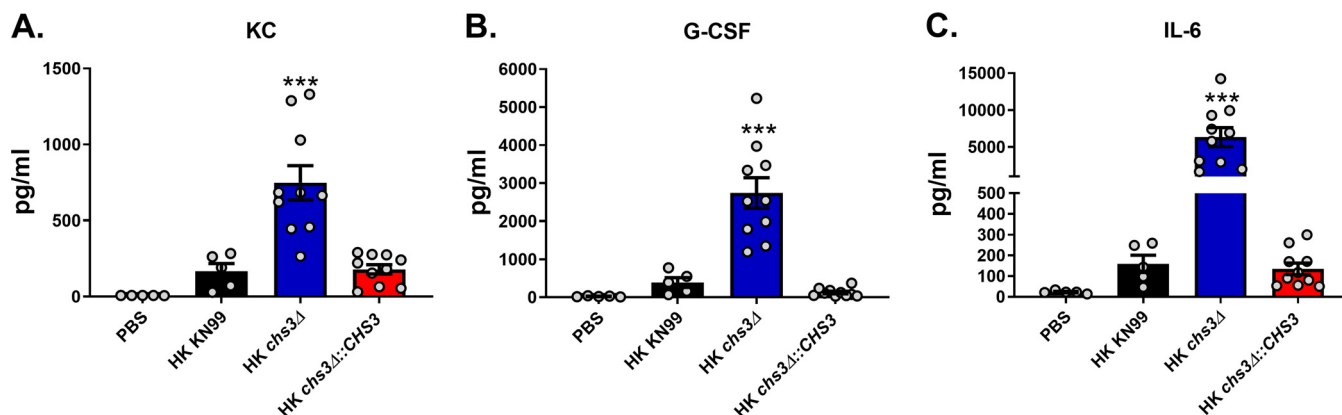 A.
KC
pg/ml
1500
1000
500
0
***
PBS
HK KN99
HK chs3Δ
HK chs3Δ::CHS3
B.
G-CSF
pg/ml
6000
5000
4000
3000
2000
1000
0
***
PBS
HK KN99
HK chs3Δ
HK chs3Δ::CHS3
C.
IL-6
pg/ml
15000
10000
5000
500
400
300
200
100
0
***
PBS
HK KN99
HK chs3Δ
HK chs3Δ::CHS3